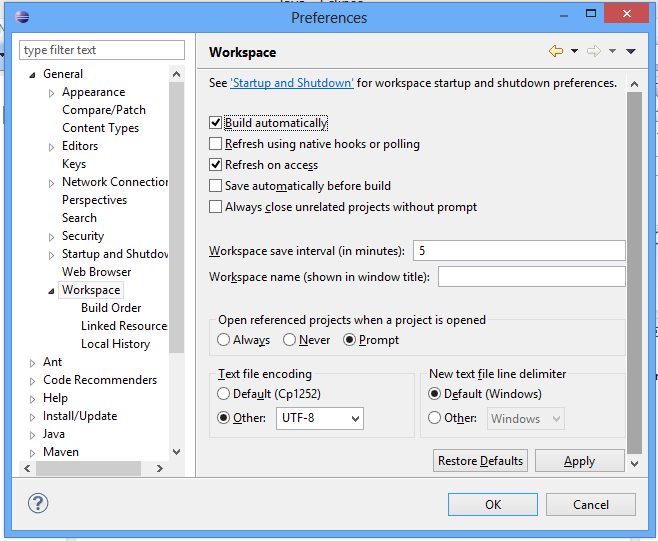 Preferences
type filter text
General
Appearance
Compare/Patch
Content Types
Editors
Keys
Network Connection
Perspectives
Search
Security
Startup and Shutdow
Web Browser
Workspace
Build Order
Linked Resource
Local History
Ant
Code Recommenders
Help
Install/Update
Java
Maven
Workspace
See 'Startup and Shutdown' for workspace startup and shutdown preferences.
Build automatically
Refresh using native hooks or polling
Refresh on access
Save automatically before build
Always close unrelated projects without prompt
Workspace save interval (in minutes): 5
Workspace name (shown in window title):
Open referenced projects when a project is opened
Always Never Prompt
Text file encoding
Default (Cp1252)
Other: UTF-8
New text file line delimiter
Default (Windows)
Other: Windows
Restore Defaults Apply
? OK Cancel